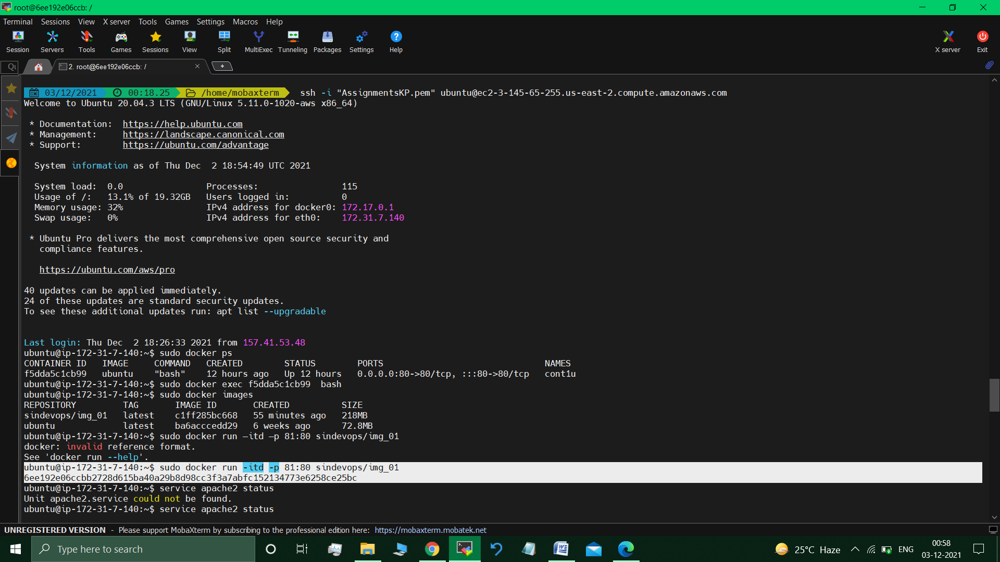 root@6ee192e06ccb: /
Terminal Sessions View X server Tools Games Settings Macros Help
Session Servers Tools Games Sessions View Split MultiExec Tunneling Packages Settings Help X server Exit
2. root@6ee192e06ccb: /
03/12/2021 00:18.25 /home/mobaxterm ssh -i "AssignmentsKP.pem" ubuntu@ec2-3-145-65-255.us-east-2.compute.amazonaws.com
Welcome to Ubuntu 20.04.3 LTS (GNU/Linux 5.11.0-1020-aws x86_64)
* Documentation: https://help.ubuntu.com
* Management: https://landscape.canonical.com
* Support: https://ubuntu.com/advantage
System information as of Thu Dec 2 18:54:49 UTC 2021
System load: 0.0 Processes: 115
Usage of /: 13.1% of 19.32GB Users logged in: 0
Memory usage: 32% IPv4 address for docker0: 172.17.0.1
Swap usage: 0% IPv4 address for eth0: 172.31.7.140
* Ubuntu Pro delivers the most comprehensive open source security and
compliance features.
https://ubuntu.com/aws/pro
40 updates can be applied immediately.
24 of these updates are standard security updates.
To see these additional updates run: apt list --upgradable
Last login: Thu Dec 2 18:26:33 2021 from 157.41.53.48
ubuntu@ip-172-31-7-140:~$ sudo docker ps
CONTAINER ID IMAGE COMMAND CREATED STATUS PORTS NAMES
f5dda5c1cb99 ubuntu "bash" 12 hours ago Up 12 hours 0.0.0.0:80->80/tcp, :::80->80/tcp cont1u
ubuntu@ip-172-31-7-140:~$ sudo docker exec f5dda5c1cb99 bash
ubuntu@ip-172-31-7-140:~$ sudo docker images
REPOSITORY TAG IMAGE ID CREATED SIZE
sindevops/img_01 latest c1ff285bc668 55 minutes ago 218MB
ubuntu latest ba6acccedd29 6 weeks ago 72.8MB
ubuntu@ip-172-31-7-140:~$ sudo docker run –itd –p 81:80 sindevops/img_01
docker: invalid reference format.
See 'docker run --help'.
ubuntu@ip-172-31-7-140:~$ sudo docker run -itd -p 81:80 sindevops/img_01
6ee192e06ccbb2728d615ba40a29b8d98cc3f3a7abfc152134773e6258ce25bc
ubuntu@ip-172-31-7-140:~$ service apache2 status
Unit apache2.service could not be found.
ubuntu@ip-172-31-7-140:~$ service apache2 status
UNREGISTERED VERSION - Please support MobaXterm by subscribing to the professional edition here: https://mobaxterm.mobatek.net
Type here to search
25°C Haze ENG 00:58
03-12-2021